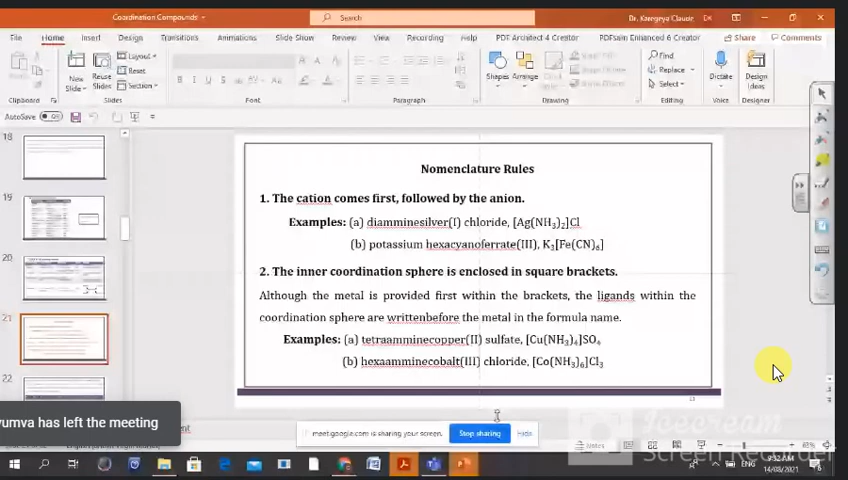 Coordination Compounds
Search
File Home Insert Design Transitions Animations Slide Show Review View Recording Help PDF Architect 4 Creator PDFsam Enhanced 6 Creator Share Comments
New Slide
Reuse Slides
Layout
Reset
Section
Shapes Arrange
Find
Replace
Select
Dictate
Design Ideas
Clipboard Slides Font Paragraph Drawing Editing Voice Designer
AutoSave Off
18
19
20
21
22
Nomenclature Rules
1. The cation comes first, followed by the anion.
Examples: (a) diamminesilver(I) chloride, [Ag(NH₃)₂]Cl
(b) potassium hexacyanoferrate(III), K₃[Fe(CN)₆]
2. The inner coordination sphere is enclosed in square brackets.
Although the metal is provided first within the brackets, the ligands within the
coordination sphere are writtenbefore the metal in the formula name.
Examples: (a) tetraamminecopper(II) sulfate, [Cu(NH₃)₄]SO₄
(b) hexaamminecobalt(III) chloride, [Co(NH₃)₆]Cl₃
yumva has left the meeting
meet.google.com is sharing your screen.
Stop sharing
Hide
Notes
Icecream
Screen Recorder
ENG
9:52 AM
14/08/2021